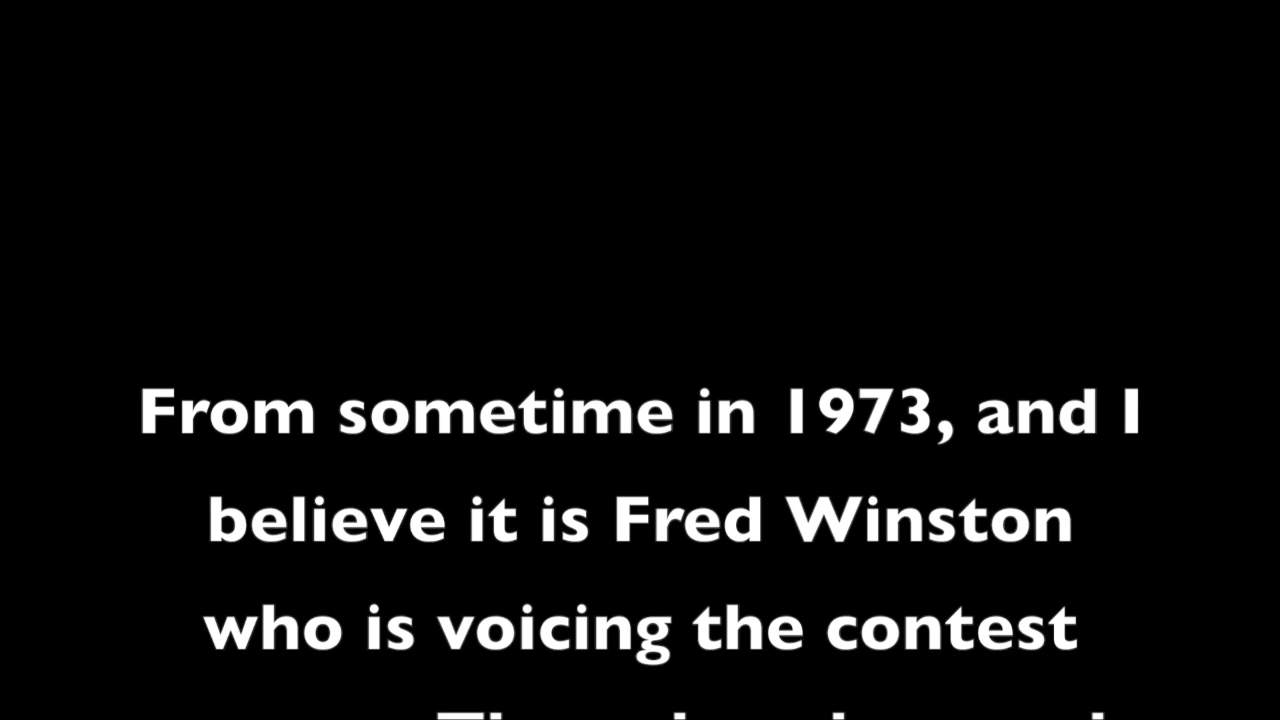 From sometime in 1973, and I
believe it is Fred Winston
who is voicing the contest